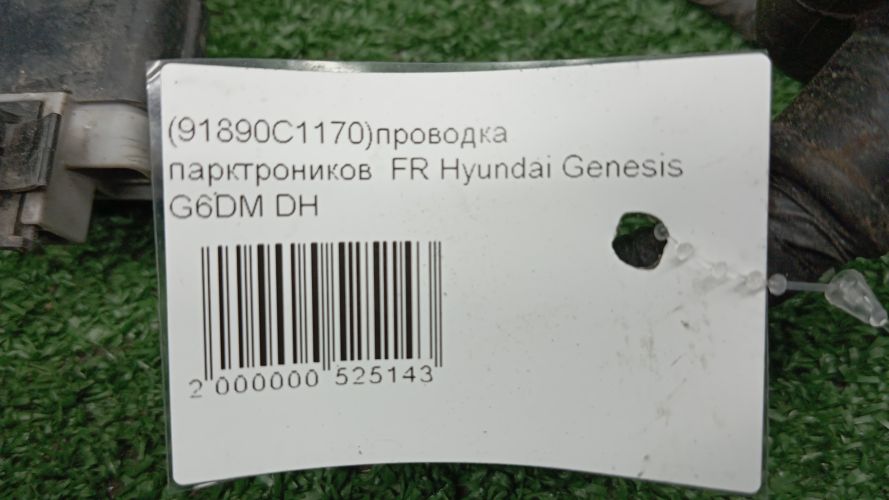 (91890C1170)проводка
парктроников FR Hyundai Genesis
G6DM DH
2 000000 525143